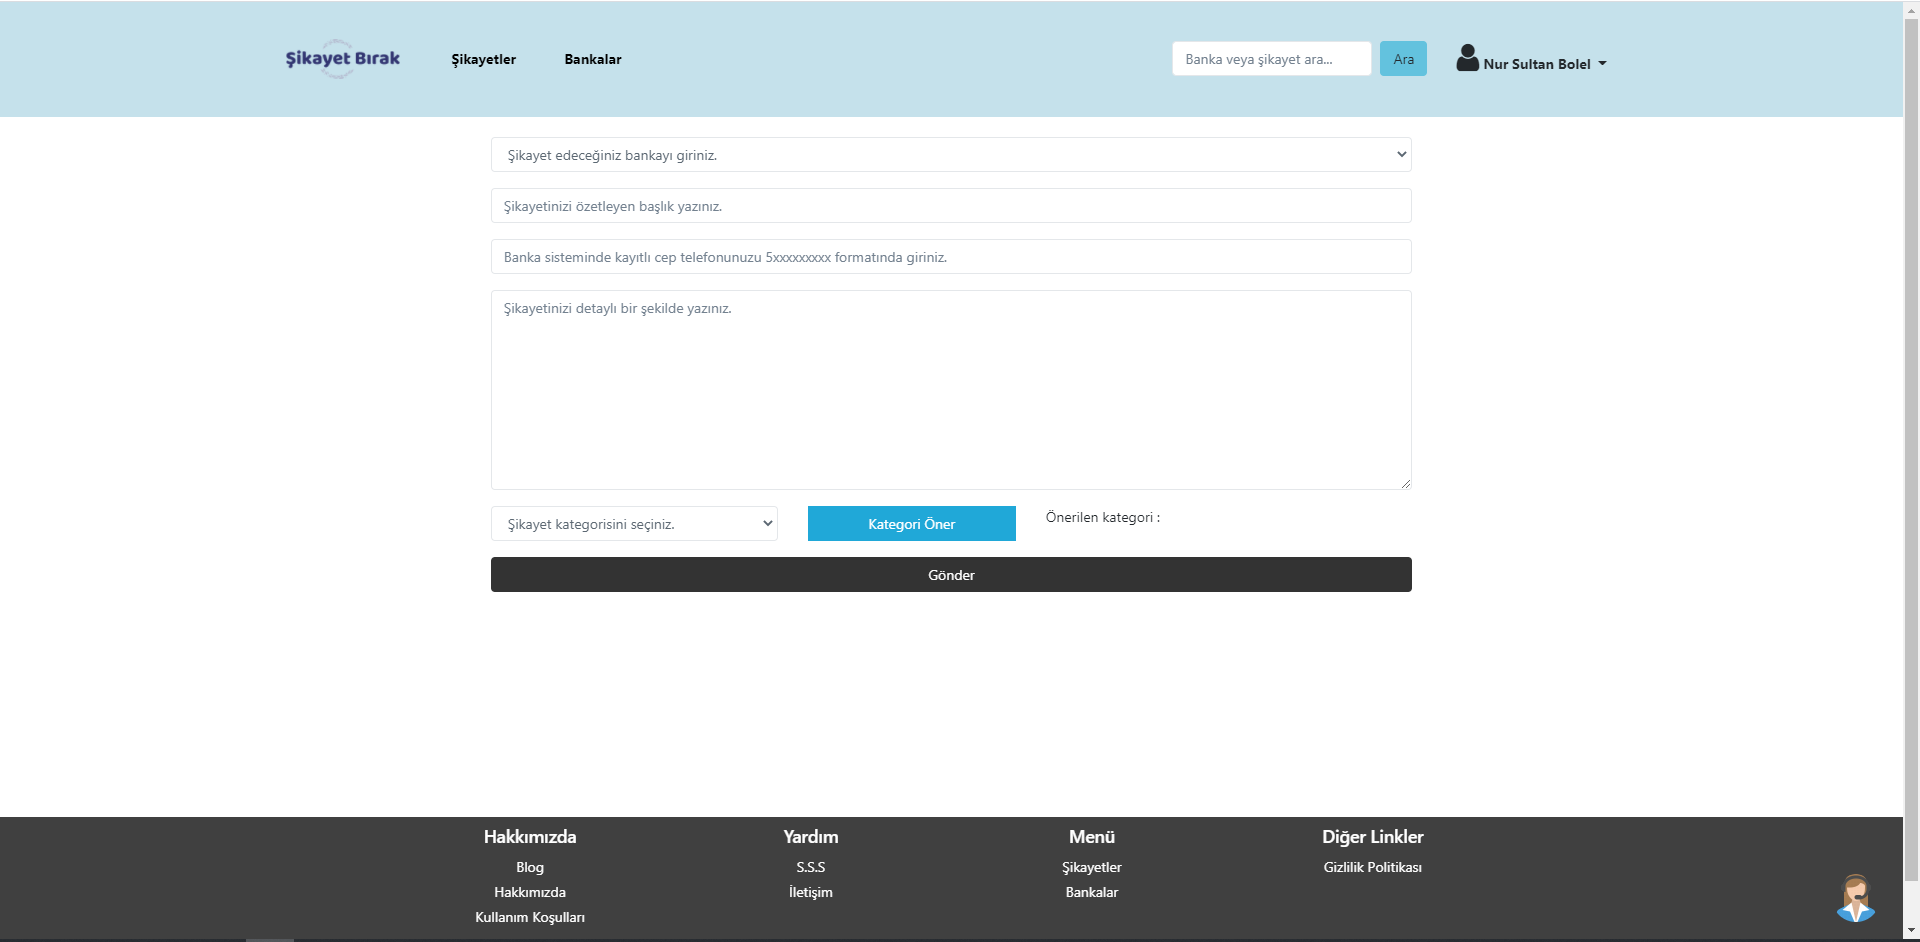 Şikayet Bırak
Şikayetler
Bankalar
Banka veya şikayet ara...
Ara
Nur Sultan Bolel
Şikayet edeceğiniz bankayı giriniz.
Şikayetinizi özetleyen başlık yazınız.
Banka sisteminde kayıtlı cep telefonunuzu 5xxxxxxxxx formatında giriniz.
Şikayetinizi detaylı bir şekilde yazınız.
Şikayet kategorisini seçiniz.
Kategori Öner
Önerilen kategori :
Gönder
Hakkımızda
Blog
Hakkımızda
Kullanım Koşulları
Yardım
S.S.S
İletişim
Menü
Şikayetler
Bankalar
Diğer Linkler
Gizlilik Politikası